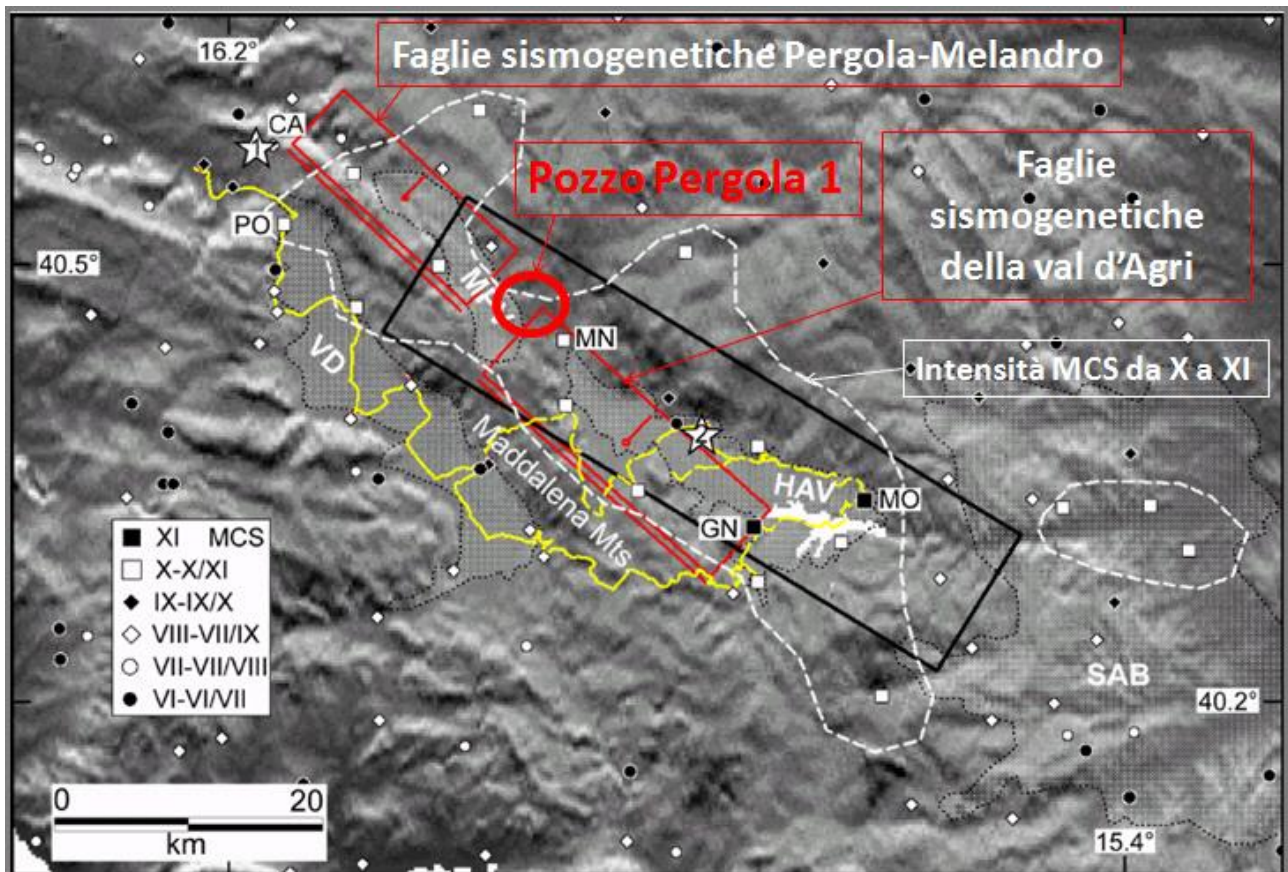 16.2°
Faglie sismogenetiche Pergola-Melandro
CA
1
Pozzo Pergola 1
Faglie
sismogenetiche
della val d'Agri
PO
40.5°
MN
VD
Intensità MCS da X a XI
2
Maddalena Mts
HAV
MO
GN
XI MCS
X-X/XI
IX-IX/X
VIII-VII/IX
VII-VII/VIII
VI-VI/VII
SAB
40.2°
0 20
km
15.4°